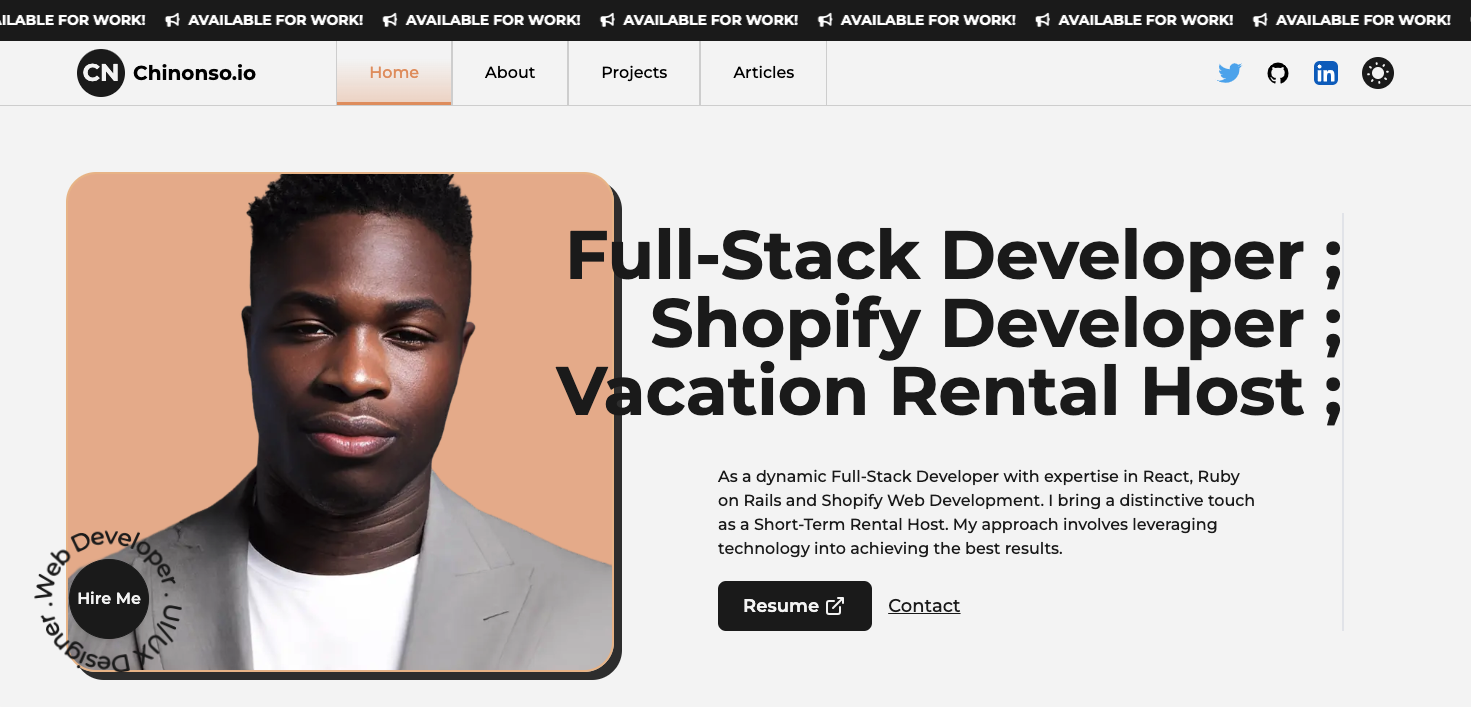 AILABLE FOR WORK! AVAILABLE FOR WORK! AVAILABLE FOR WORK! AVAILABLE FOR WORK! AVAILABLE FOR WORK! AVAILABLE FOR WORK! AVAILABLE FOR WORK!
CN Chinonso.io Home About Projects Articles in
Full-Stack Developer ;
Shopify Developer ;
Vacation Rental Host ;
As a dynamic Full-Stack Developer with expertise in React, Ruby
on Rails and Shopify Web Development. I bring a distinctive touch
as a Short-Term Rental Host. My approach involves leveraging
technology into achieving the best results.
Resume Contact
.Web Developer . UI/UX Designer
Hire Me